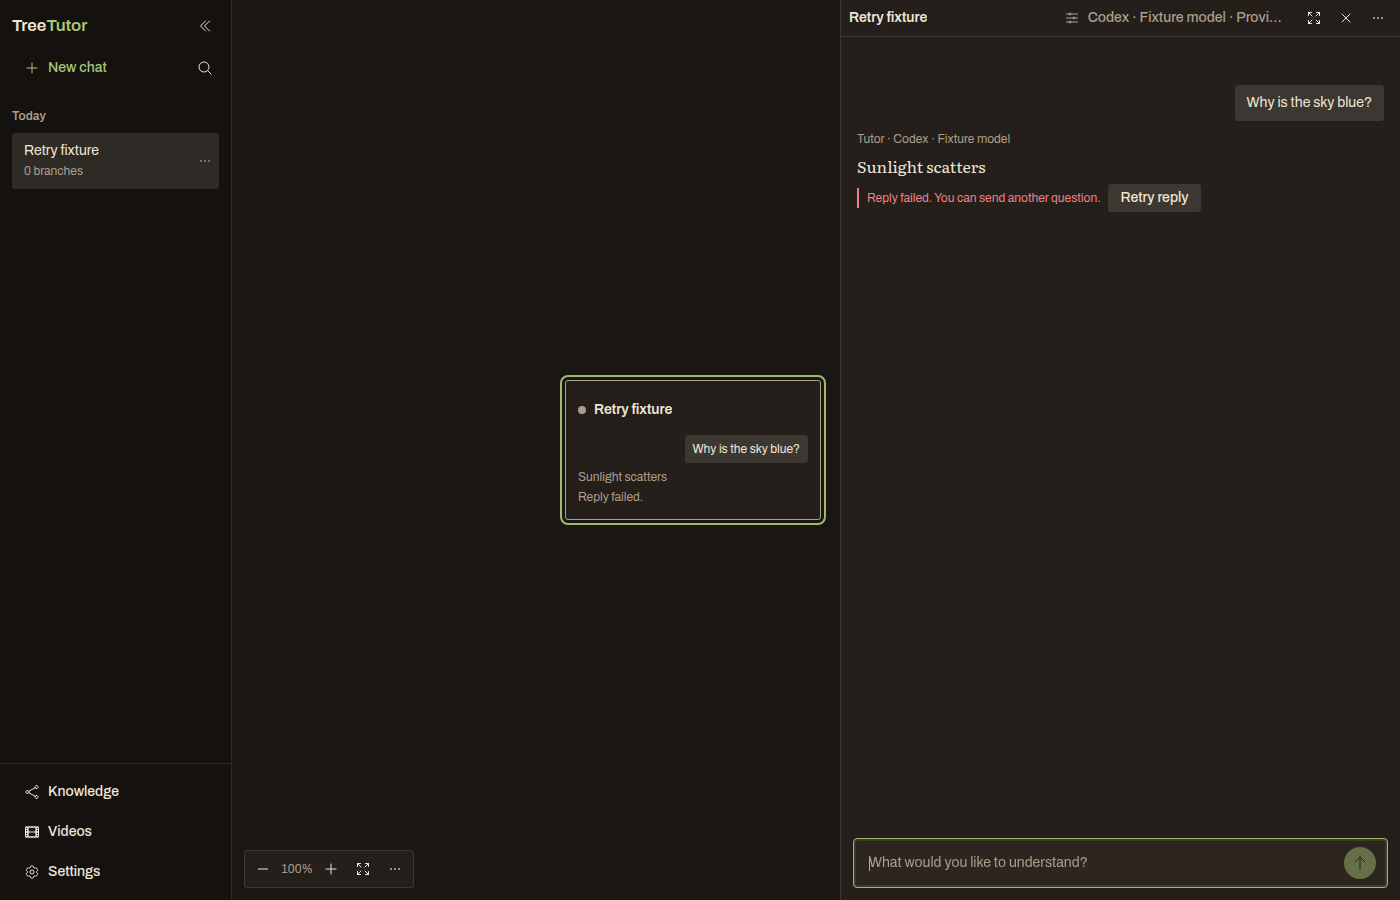 TreeTutor
New chat
Today
Retry fixture
0 branches
Knowledge
Videos
Settings
Retry fixture
Why is the sky blue?
Sunlight scatters
Reply failed.
100%
Retry fixture
Codex · Fixture model · Provi...
Why is the sky blue?
Tutor · Codex · Fixture model
Sunlight scatters
Reply failed. You can send another question.
Retry reply
What would you like to understand?